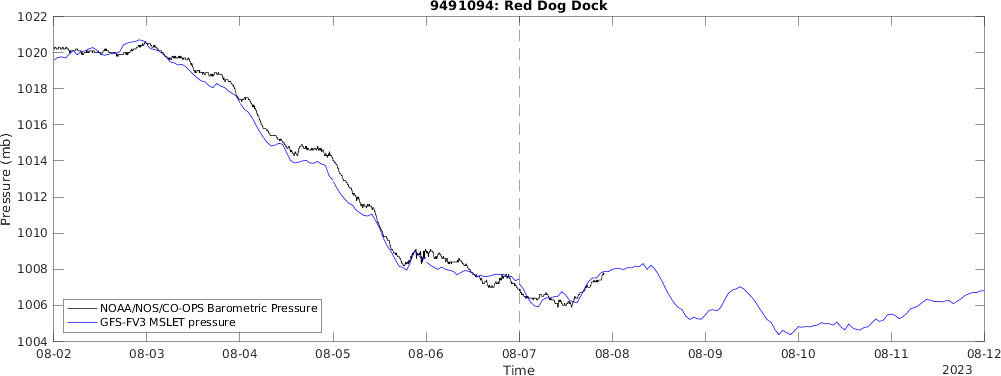 9491094: Red Dog Dock
Pressure (mb)
1022
1020
1018
1016
1014
1012
1010
1008
1006
1004
NOAA/NOS/CO-OPS Barometric Pressure
GFS-FV3 MSLET pressure
08-02 08-03 08-04 08-05 08-06 08-07 08-08 08-09 08-10 08-11 08-12
Time
2023